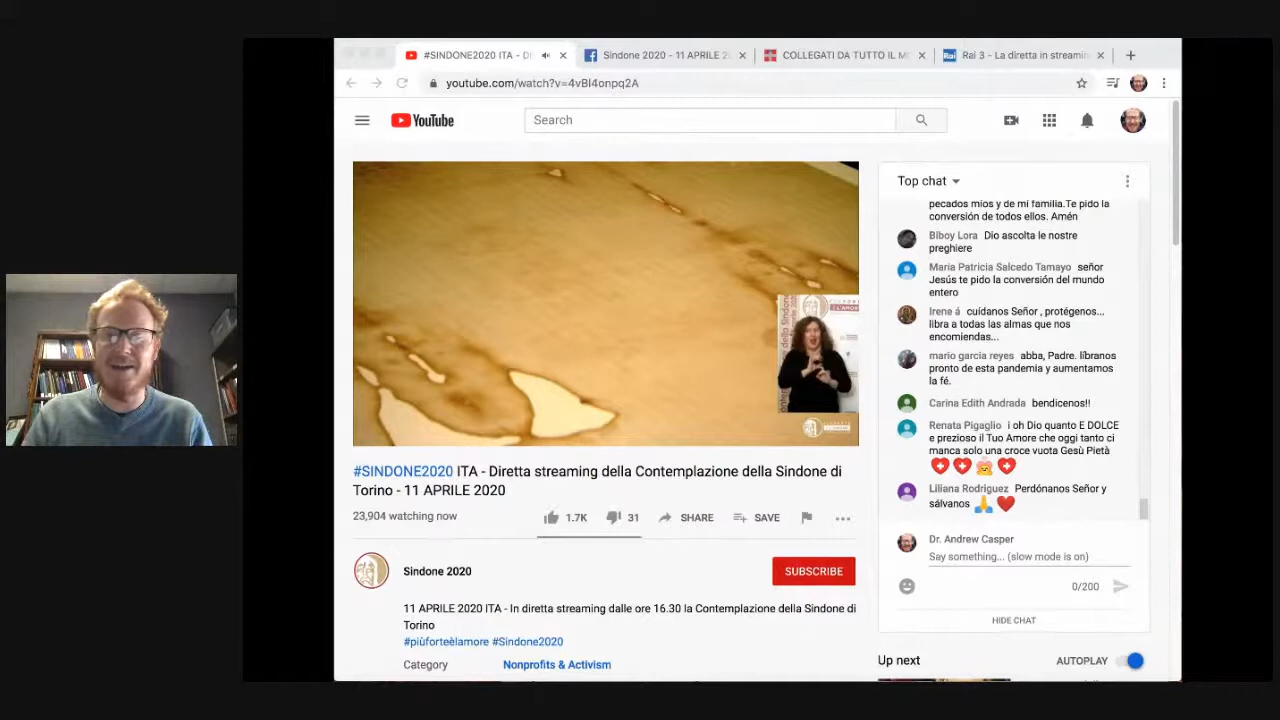 #SINDONE2020 ITA - Di
Sindone 2020 - 11 APRILE 2
COLLEGATI DA TUTTO IL M
Rai
Rai 3 - La diretta in streamin
youtube.com/watch?v=4vBI4onpq2A
YouTube
Search
Top chat
pecados míos y de mi familia.Te pido la
conversión de todos ellos. Amén
Biboy Lora Dio ascolta le nostre
preghiere
María Patricia Salcedo Tamayo señor
Jesús te pido la conversión del mundo
entero
Irene á cuídanos Señor , protégenos...
libra a todas las almas que nos
encomiendas...
mario garcia reyes abba, Padre. líbranos
pronto de esta pandemia y aumentamos
la fé.
Carina Edith Andrada bendicenos!!
Renata Pigaglio i oh Dio quanto E DOLCE
e prezioso il Tuo Amore che oggi tanto ci
manca solo una croce vuota Gesù Pietà
Liliana Rodriguez Perdónanos Señor y
sálvanos
Dr. Andrew Casper
Say something... (slow mode is on)
0/200
HIDE CHAT
#SINDONE2020 ITA - Diretta streaming della Contemplazione della Sindone di
Torino - 11 APRILE 2020
23,904 watching now
1.7K
31
SHARE
SAVE
Sindone 2020
SUBSCRIBE
11 APRILE 2020 ITA - In diretta streaming dalle ore 16.30 la Contemplazione della Sindone di
Torino
#piùforteèlamore #Sindone2020
Category
Nonprofits & Activism
Up next
AUTOPLAY